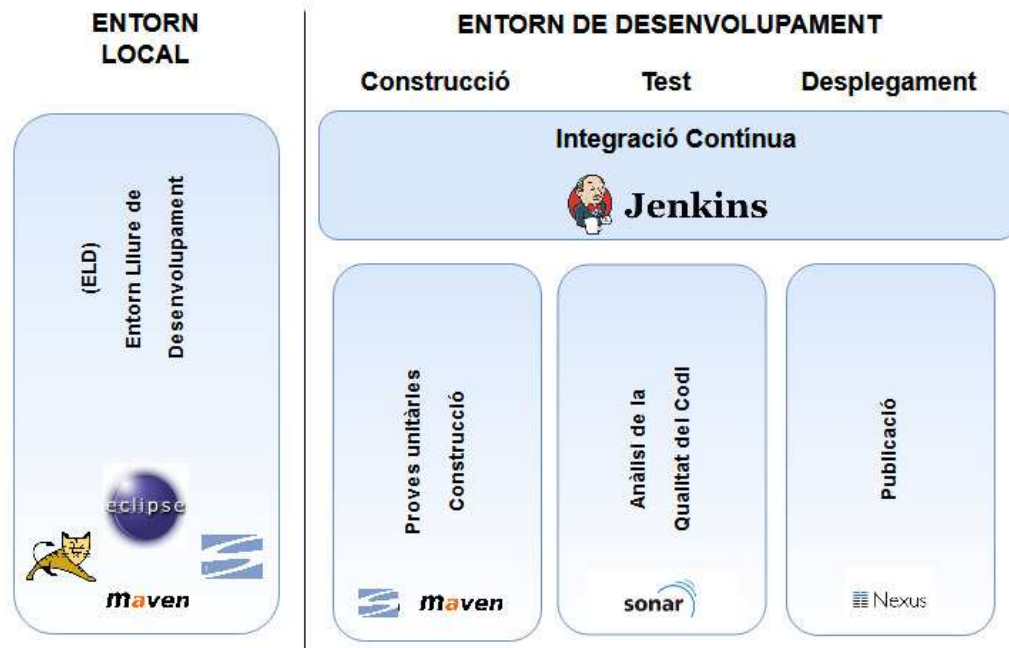 ENTORN
LOCAL
ENTORN DE DESENVOLUPAMENT
Construcció
Test
Desplegament
Integració Contínua
Jenkins
(ELD)
Entorn Lliure de
Desenvolupament
eclipse
maven
Proves unitàries
Construcció
maven
Anàlisi de la
Qualitat del Codi
sonar
Publicació
Nexus